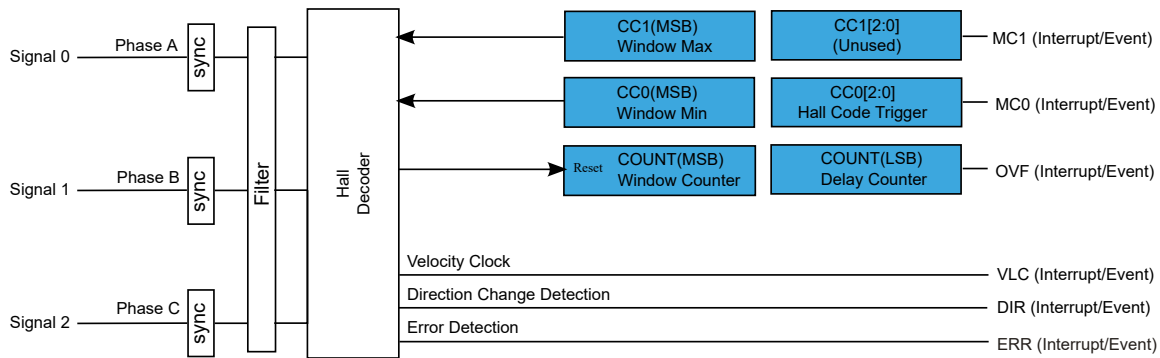 CC1(MSB)
Window Max
CC1[2:0]
(Unused)
MC1 (Interrupt/Event)
Signal 0
Phase A
sync
CC0(MSB)
Window Min
CC0[2:0]
Hall Code Trigger
MC0 (Interrupt/Event)
Signal 1
Phase B
sync
Filter
Hall
Decoder
Reset
COUNT(MSB)
Window Counter
COUNT(LSB)
Delay Counter
OVF (Interrupt/Event)
Velocity Clock
VLC (Interrupt/Event)
Signal 2
Phase C
sync
Direction Change Detection
DIR (Interrupt/Event)
Error Detection
ERR (Interrupt/Event)